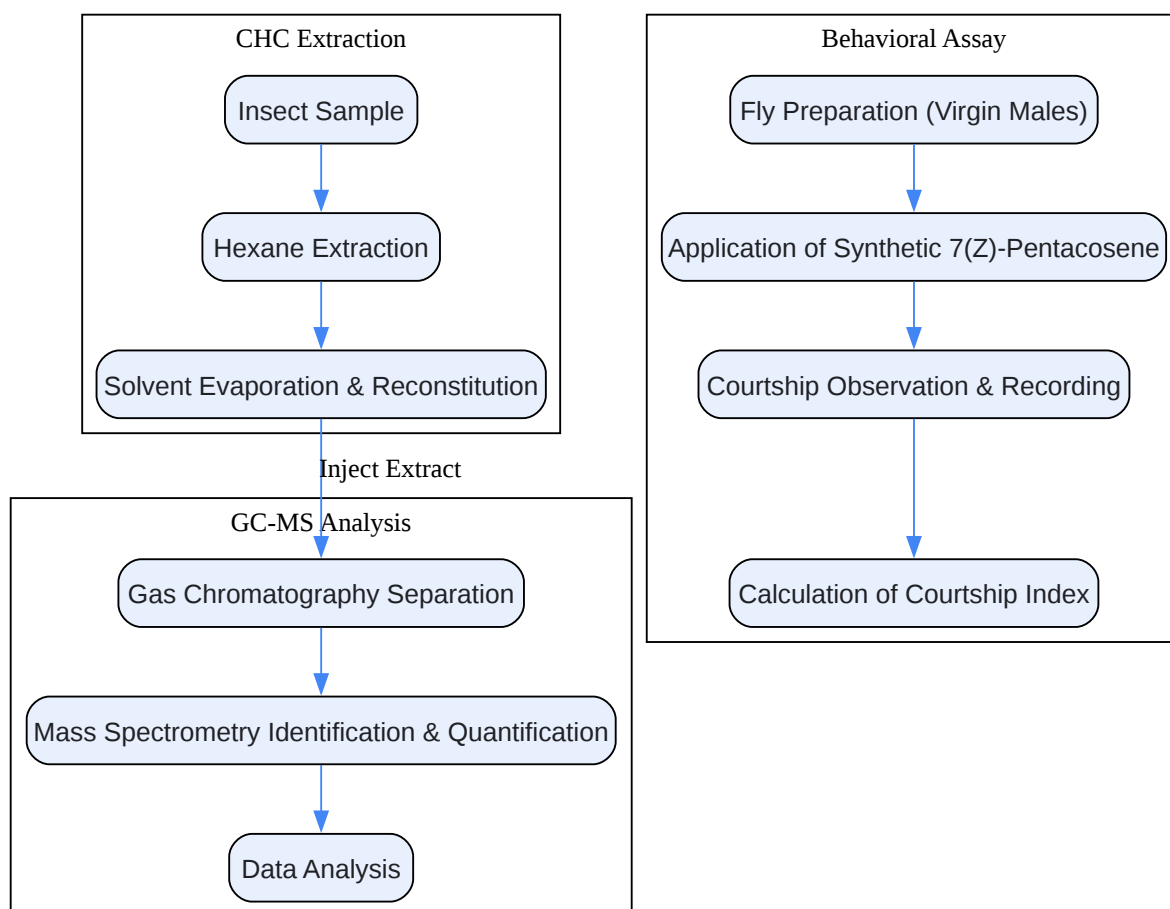 CHC Extraction
Insect Sample
Hexane Extraction
Solvent Evaporation & Reconstitution
Inject Extract
GC-MS Analysis
Gas Chromatography Separation
Mass Spectrometry Identification & Quantification
Data Analysis
Behavioral Assay
Fly Preparation (Virgin Males)
Application of Synthetic 7(Z)-Pentacosene
Courtship Observation & Recording
Calculation of Courtship Index